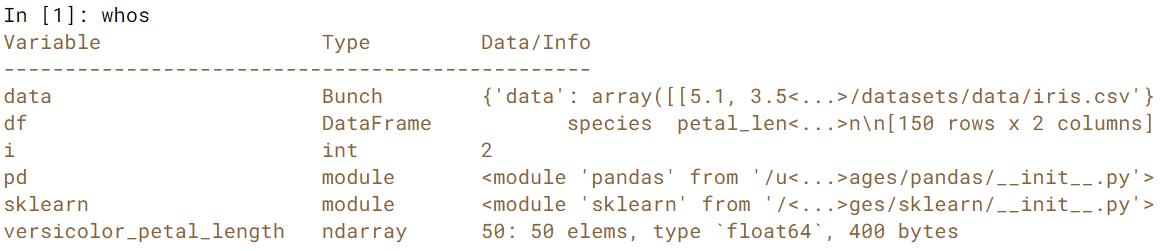 In [1]: whos
Variable                  Type         Data/Info
------------------------------------------------
data                      Bunch        {'data': array([[5.1, 3.5<...>/datasets/data/iris.csv'}
df                        DataFrame           species  petal_len<...>n\n[150 rows x 2 columns]
i                         int          2
pd                        module       <module 'pandas' from '/u<...>ages/pandas/__init__.py'>
sklearn                   module       <module 'sklearn' from '/<...>ges/sklearn/__init__.py'>
versicolor_petal_length   ndarray      50: 50 elems, type `float64`, 400 bytes